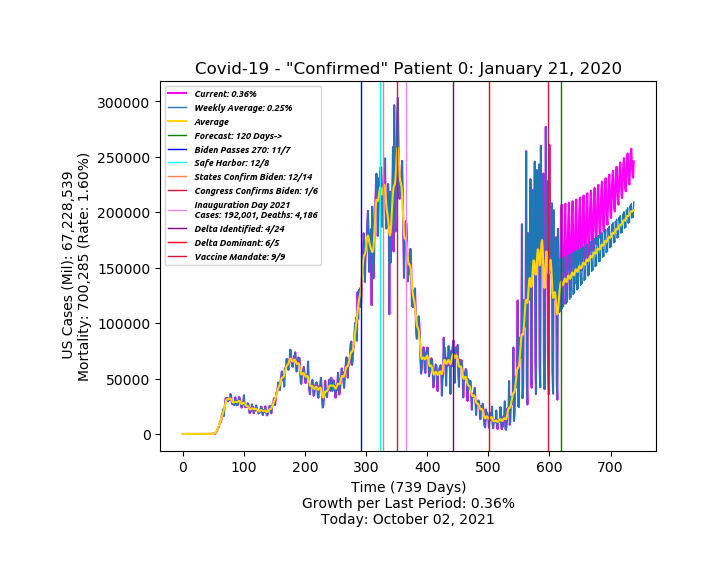 Covid-19 - "Confirmed" Patient 0: January 21, 2020
Current: 0.36%
Weekly Average: 0.25%
Average
Forecast: 120 Days->
Biden Passes 270: 11/7
Safe Harbor: 12/8
States Confirm Biden: 12/14
Congress Confirms Biden: 1/6
Inauguration Day 2021
Cases: 192,001, Deaths: 4,186
Delta Identified: 4/24
Delta Dominant: 6/5
Vaccine Mandate: 9/9
300000
250000
200000
150000
100000
50000
0
US Cases (Mil): 67,228,539
Mortality: 700,285 (Rate: 1.60%)
0 100 200 300 400 500 600 700
Time (739 Days)
Growth per Last Period: 0.36%
Today: October 02, 2021